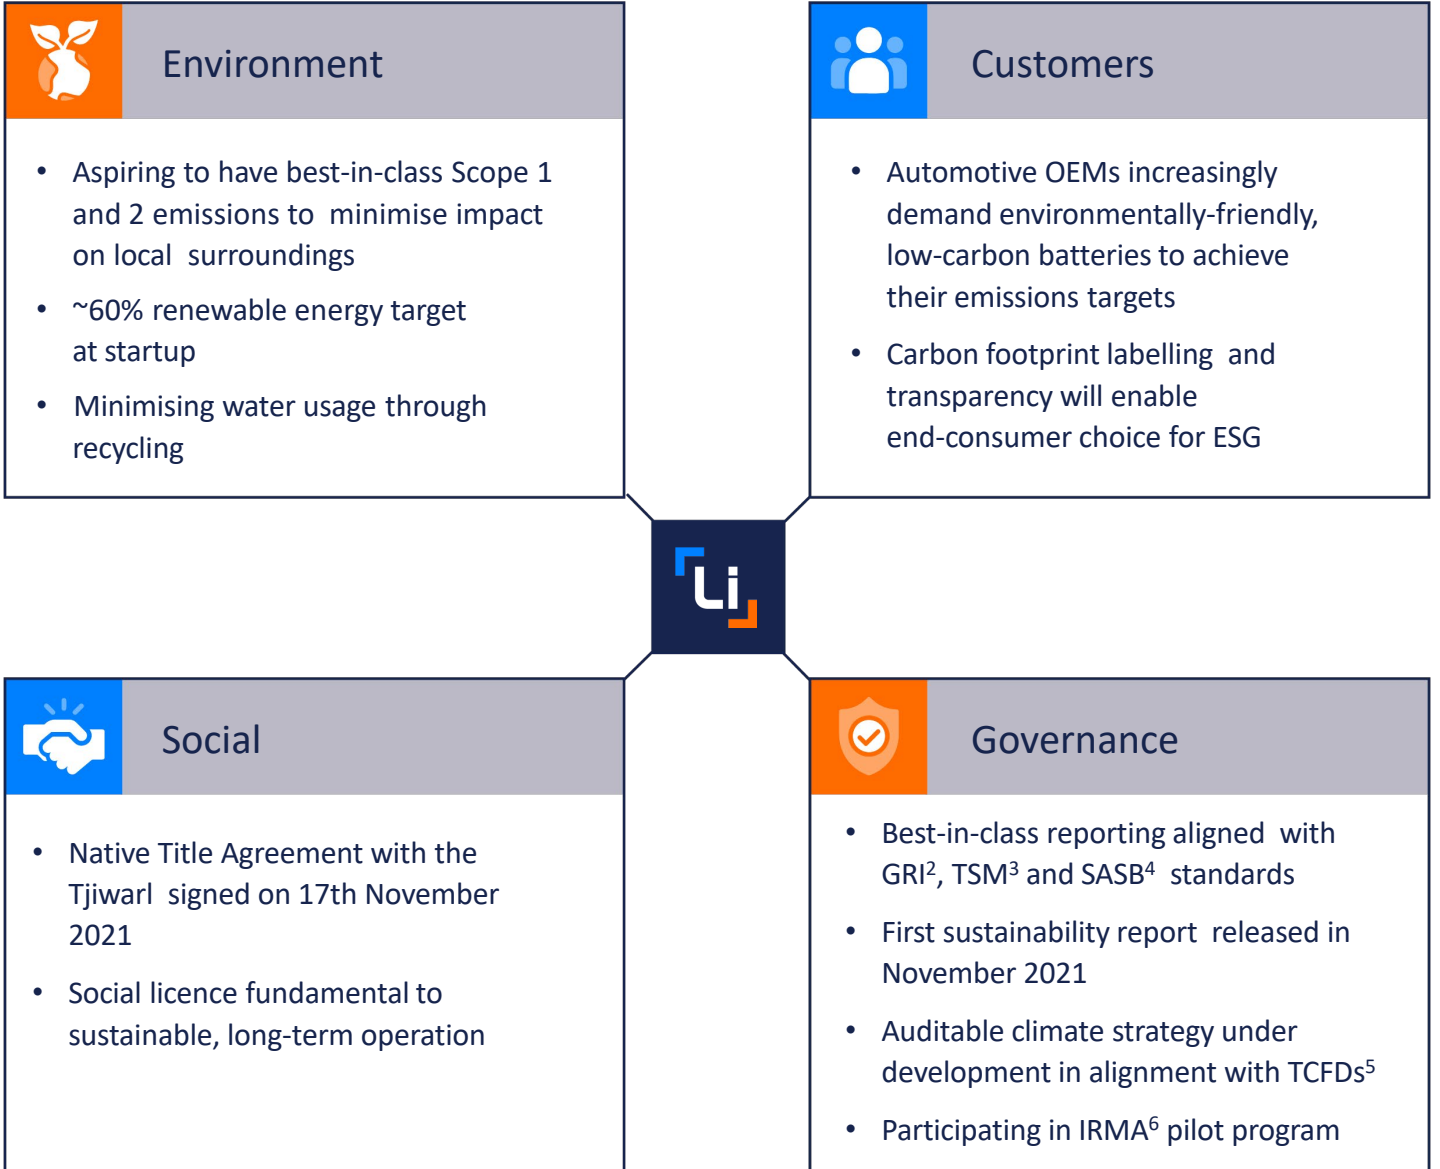 Environment
• Aspiring to have best-in-class Scope 1
and 2 emissions to minimise impact
on local surroundings
• ~60% renewable energy target
at startup
• Minimising water usage through
recycling
Customers
• Automotive OEMs increasingly
demand environmentally-friendly,
low-carbon batteries to achieve
their emissions targets
• Carbon footprint labelling and
transparency will enable
end-consumer choice for ESG
Li
Social
• Native Title Agreement with the
Tjiwarl signed on 17th November
2021
• Social licence fundamental to
sustainable, long-term operation
Governance
• Best-in-class reporting aligned with
GRI², TSM³ and SASB⁴ standards
• First sustainability report released in
November 2021
• Auditable climate strategy under
development in alignment with TCFDs⁵
• Participating in IRMA⁶ pilot program